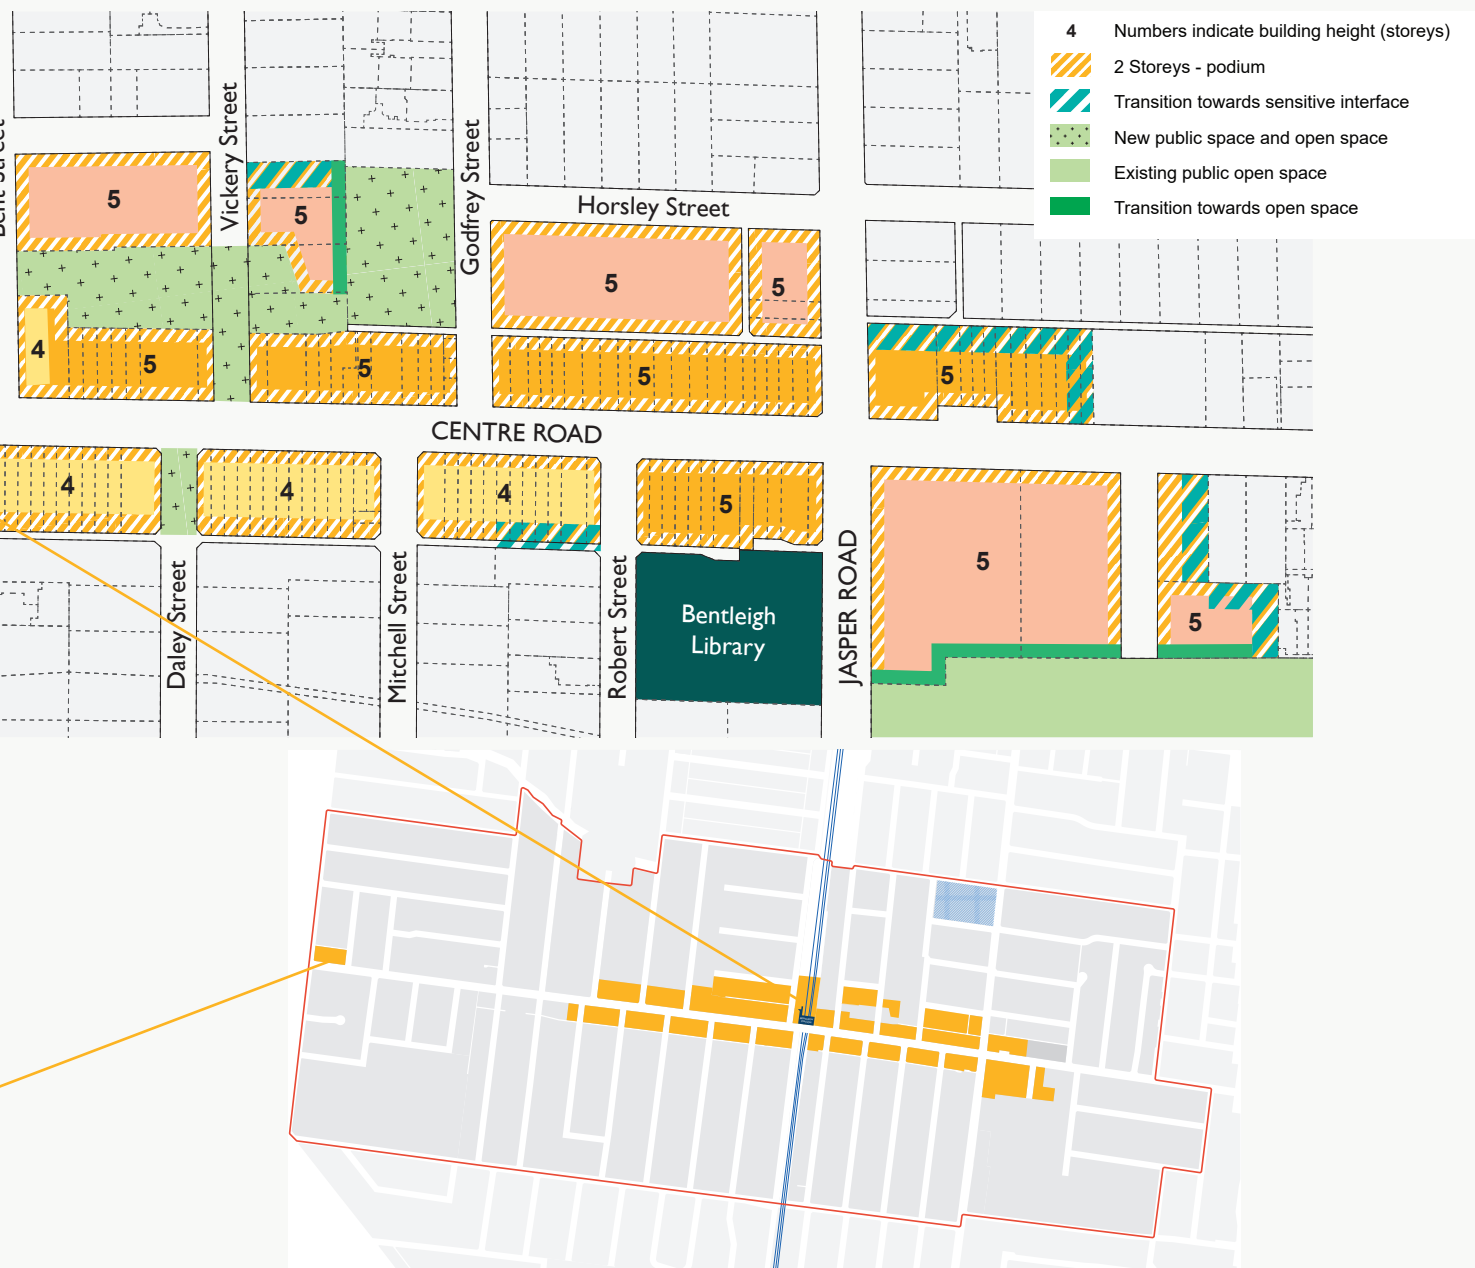 4 Numbers indicate building height (storeys)
2 Storeys - podium
Transition towards sensitive interface
New public space and open space
Existing public open space
Transition towards open space
Vickery Street
Godfrey Street
Horsley Street
5
5
5
5
4
5
5
5
5
CENTRE ROAD
4
4
4
5
5
5
Daley Street
Mitchell Street
Robert Street
Bentleigh
Library
JASPER ROAD